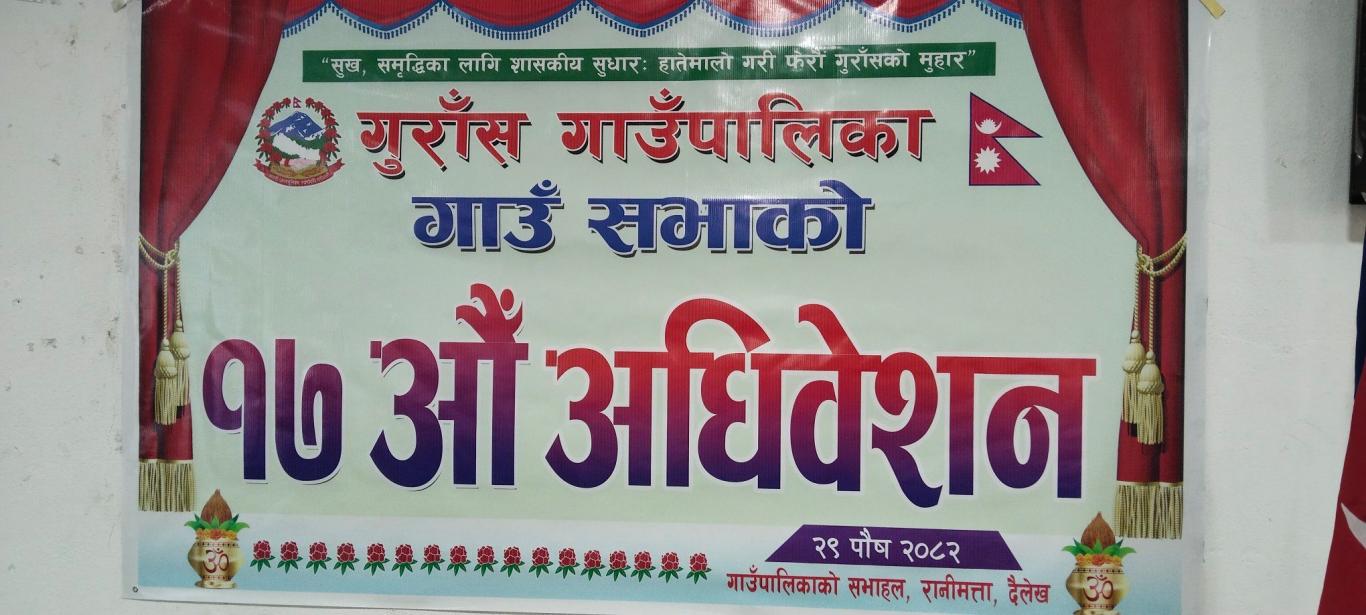 “सुख, समृद्धिका लागि शासकीय सुधारः हातेमालो गरी फेरौं गुराँसको मुहार”
गुराँस गाउँपालिका
गाउँ सभाको
१७ औं अधिवेशन
२९ पौष २०८२
गाउँपालिकाको सभाहल, रानीमत्ता, दैलेख
ॐ
ॐ